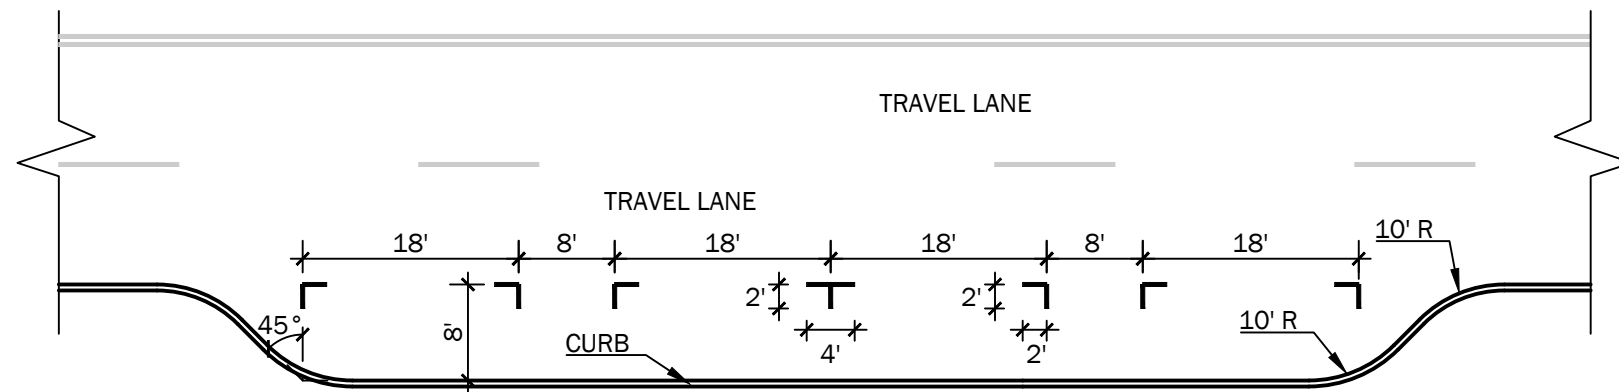 TRAVEL LANE
TRAVEL LANE
18' 8' 18' 18' 8' 18'
10' R
2' 2'
45°
8'
10' R
CURB
4' 2'